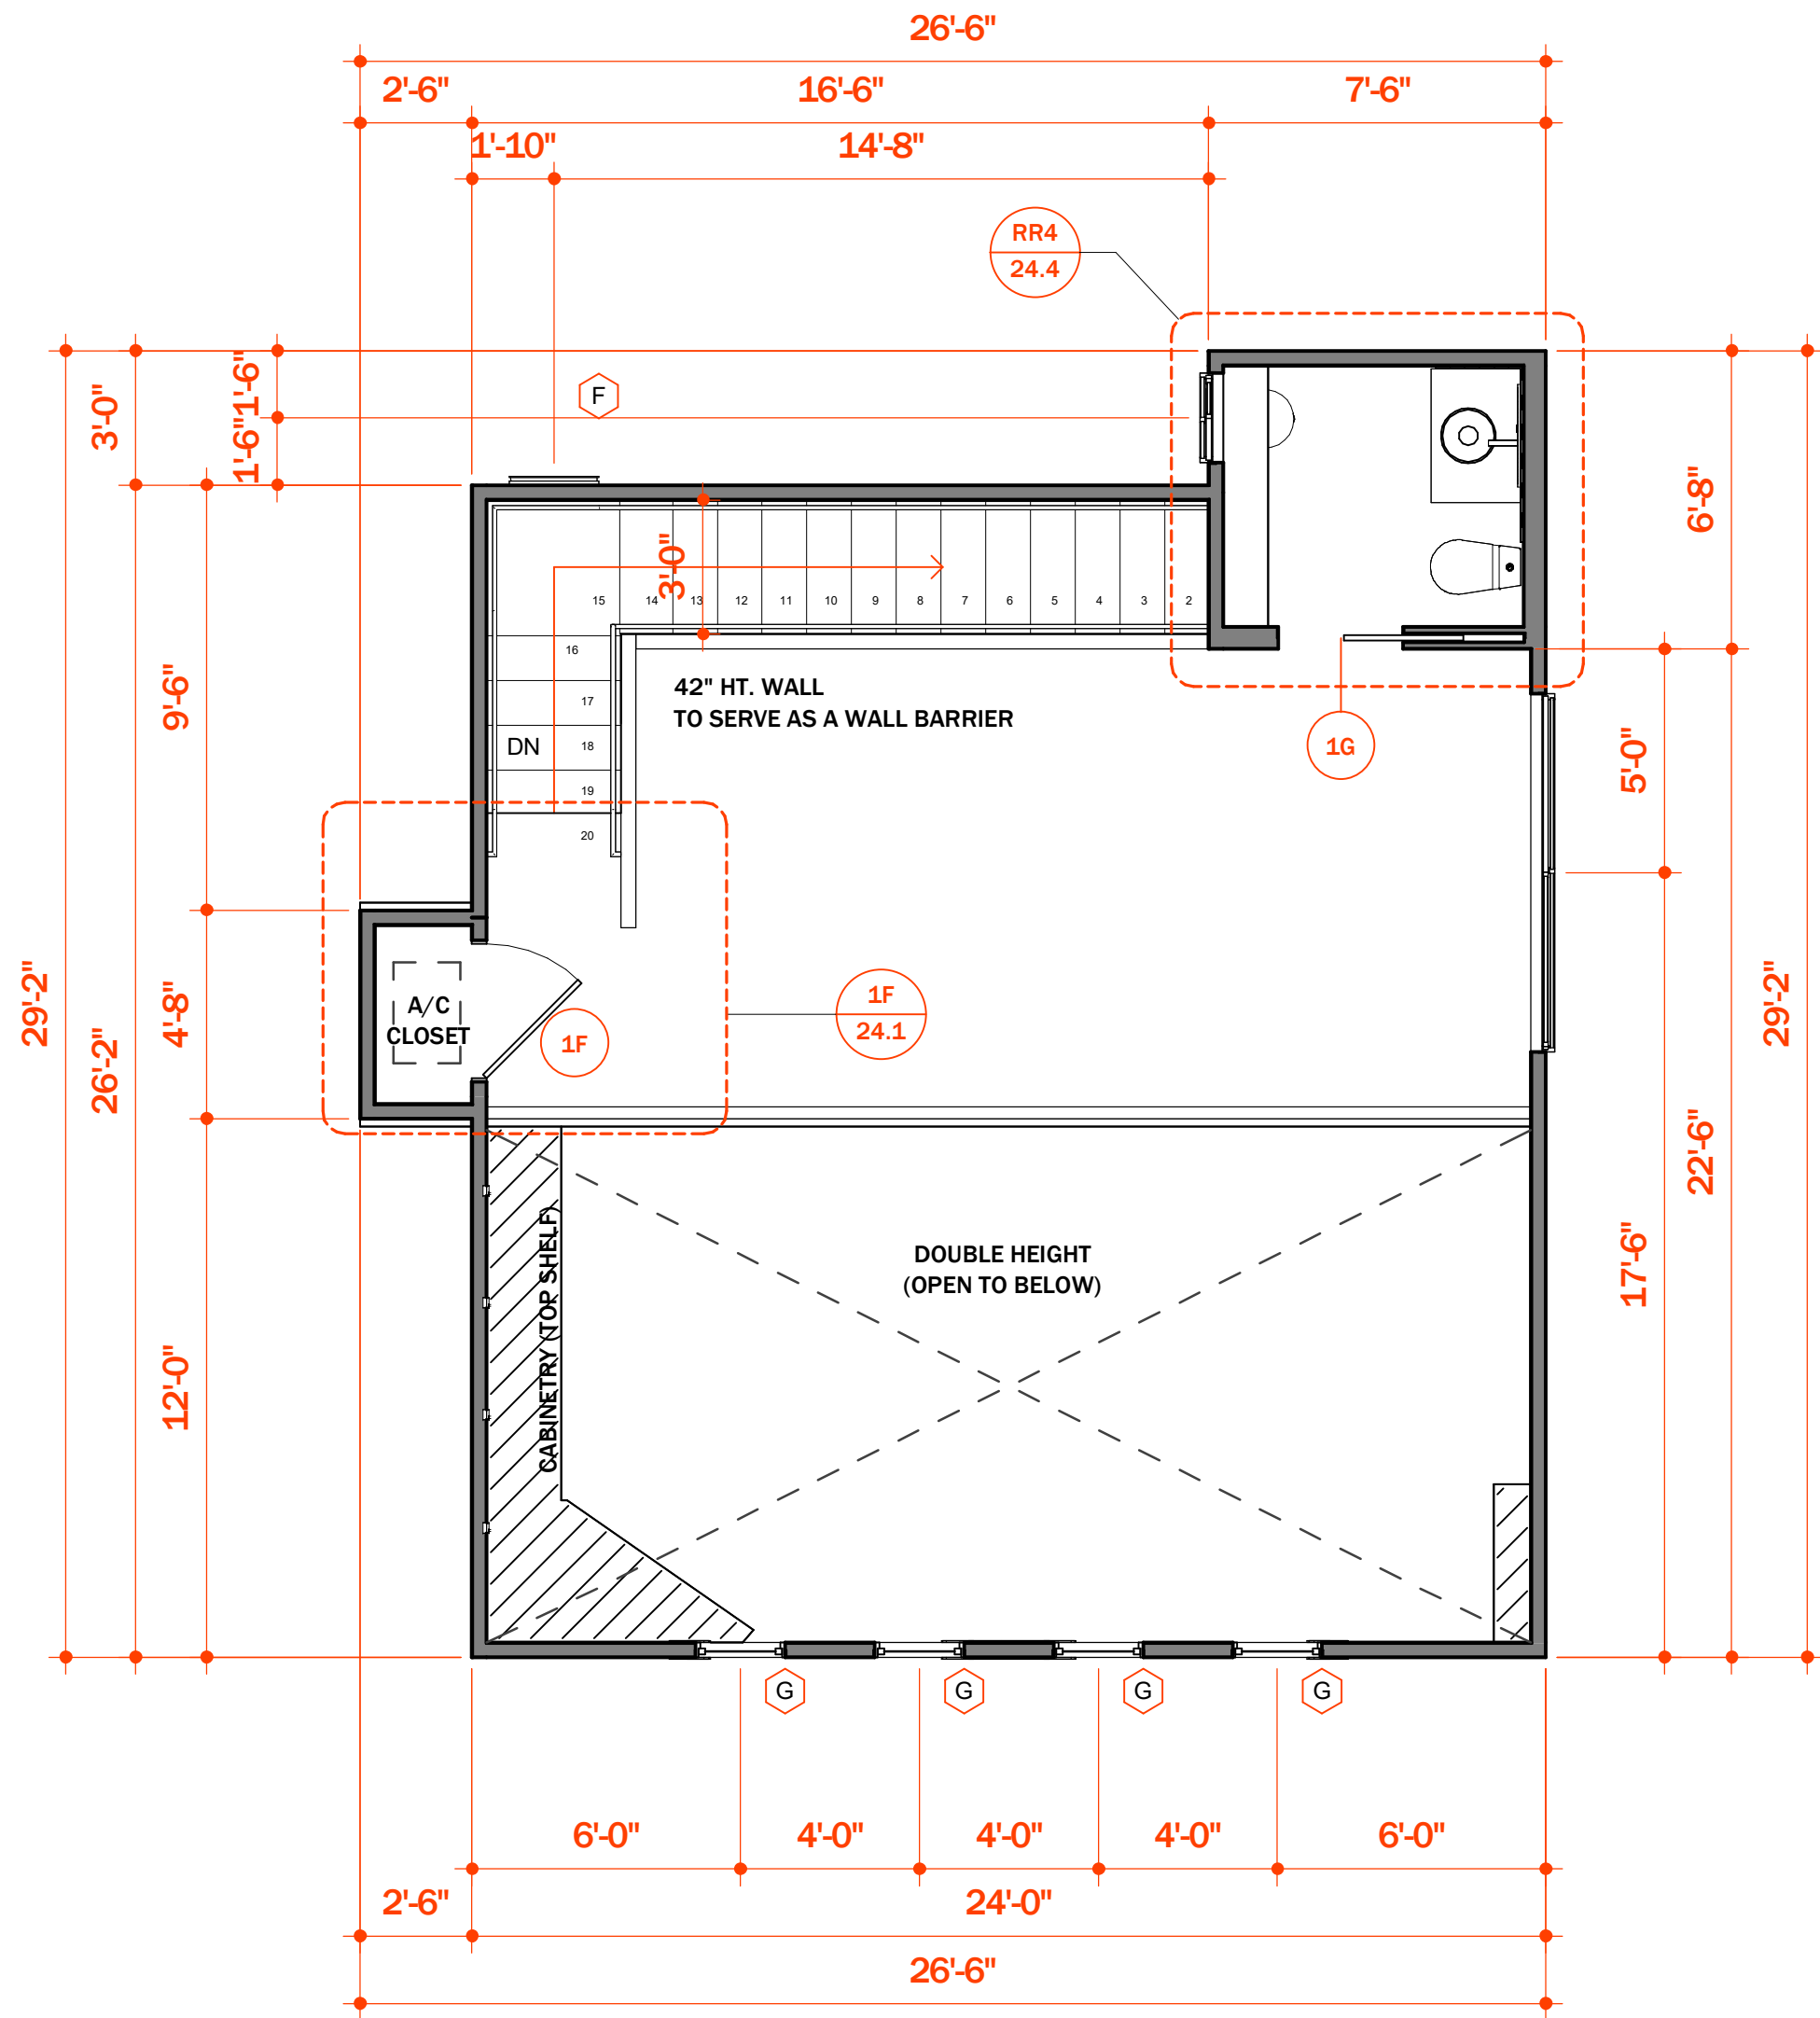 26'-6"
2'-6"
16'-6"
7'-6"
1'-10"
14'-8"
RR4
24.4
F
3'-0"
1'-6"
1'-6"
6'-8"
3'-0"
15
14
13
12
11
10
9
8
7
6
5
4
3
2
16
17
DN
18
19
20
42" HT. WALL
TO SERVE AS A WALL BARRIER
1G
9'-6"
5'-0"
29'-2"
26'-2"
4'-8"
A/C
CLOSET
1F
1F
24.1
29'-2"
22'-6"
17'-6"
12'-0"
CABINETRY (TOP SHELF)
DOUBLE HEIGHT
(OPEN TO BELOW)
G
G
G
G
6'-0"
4'-0"
4'-0"
4'-0"
6'-0"
2'-6"
24'-0"
26'-6"